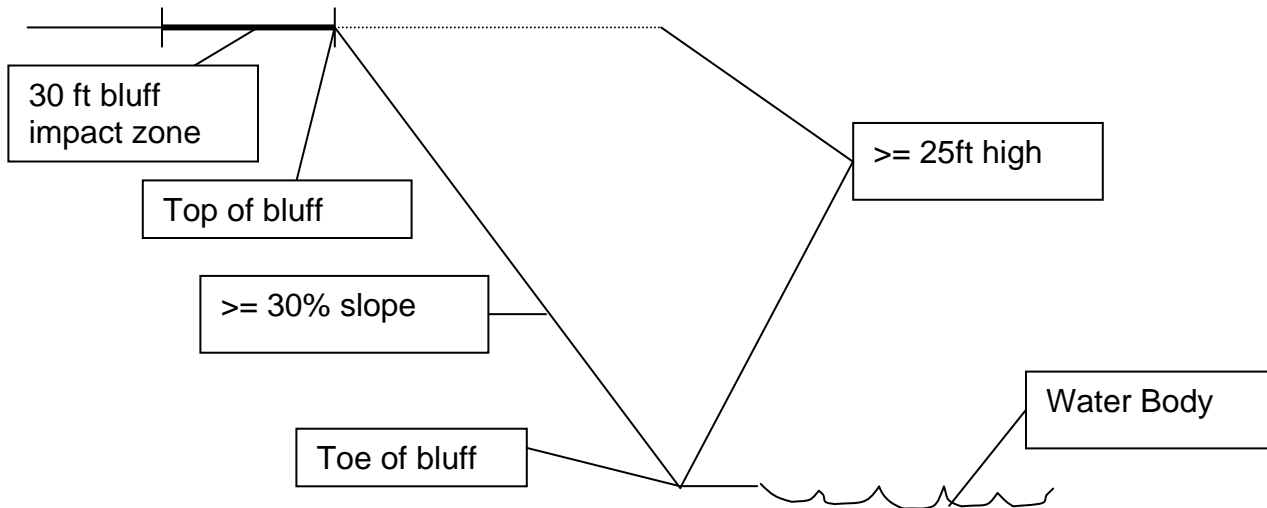 30 ft bluff
impact zone
Top of bluff
>= 25ft high
>= 30% slope
Water Body
Toe of bluff